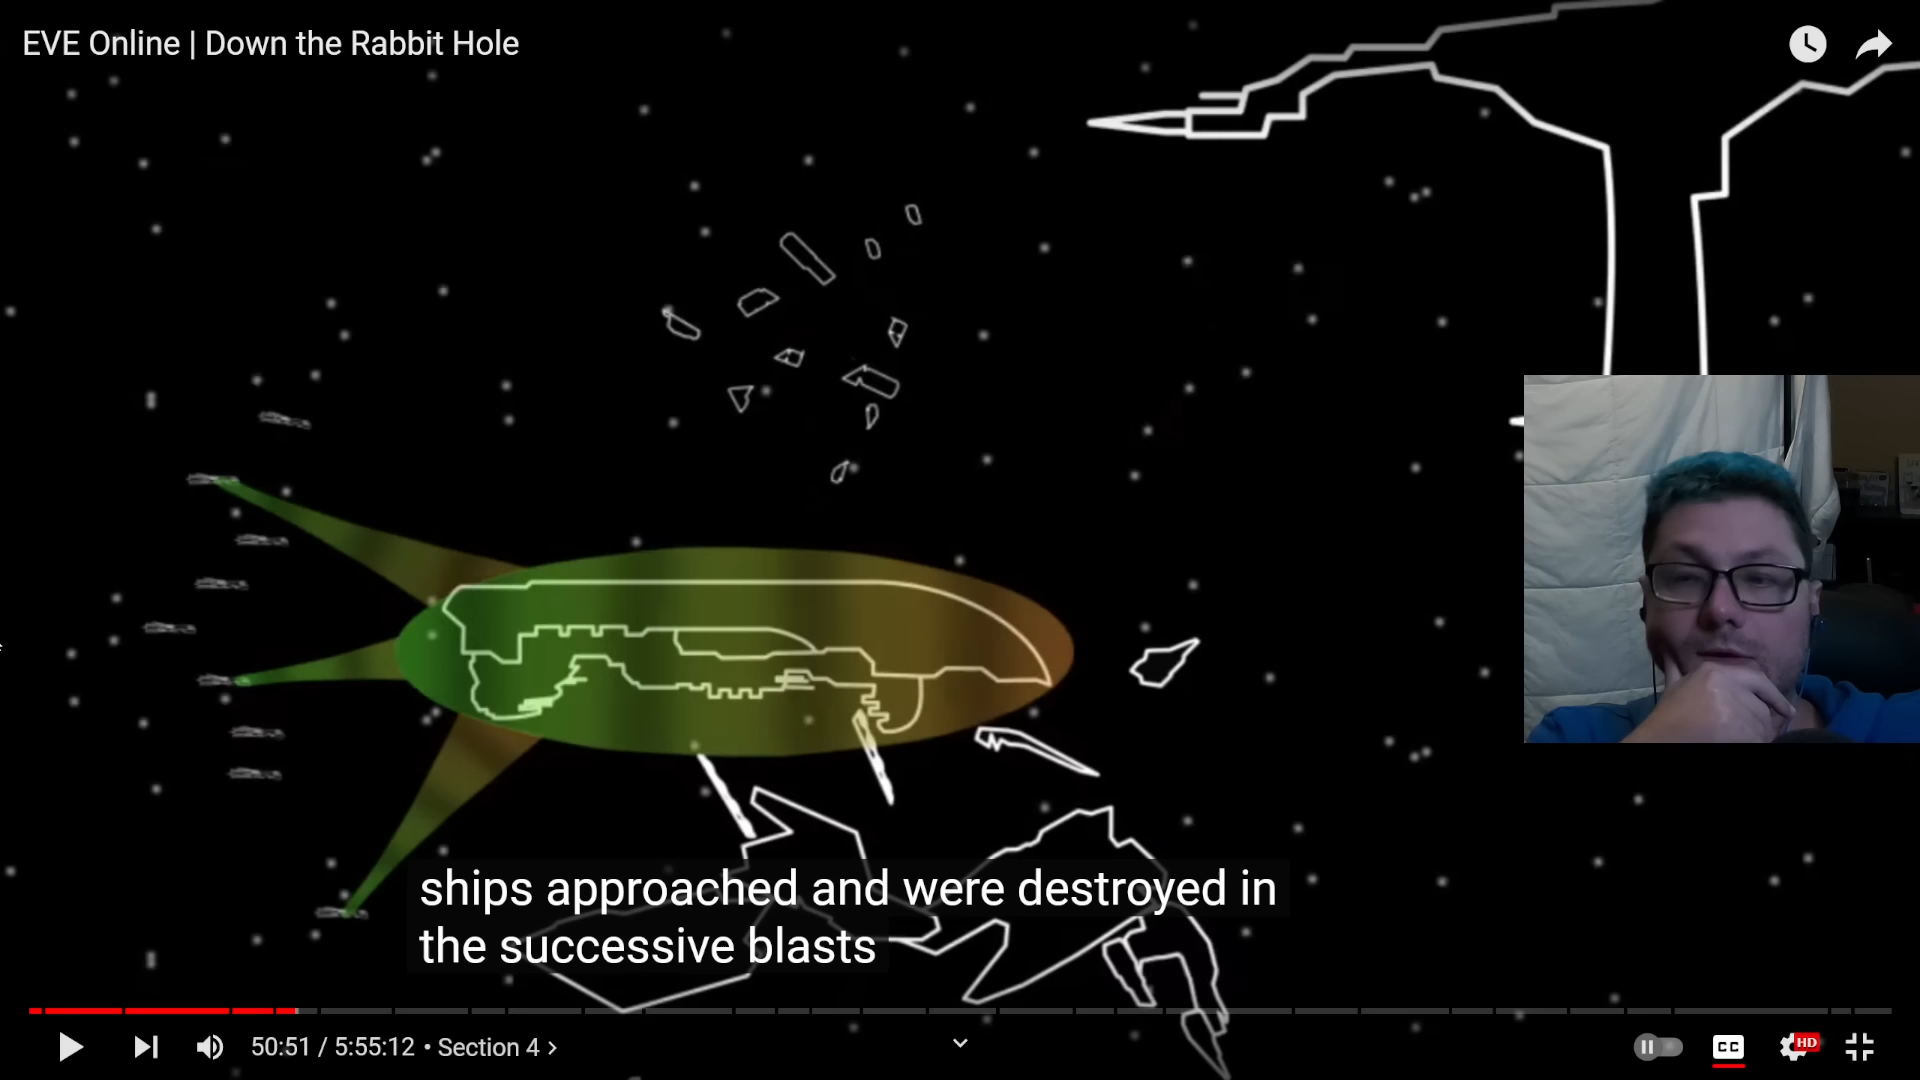 EVE Online | Down the Rabbit Hole
ships approached and were destroyed in
the successive blasts
50:51 / 5:55:12 • Section 4 ›
CC
HD